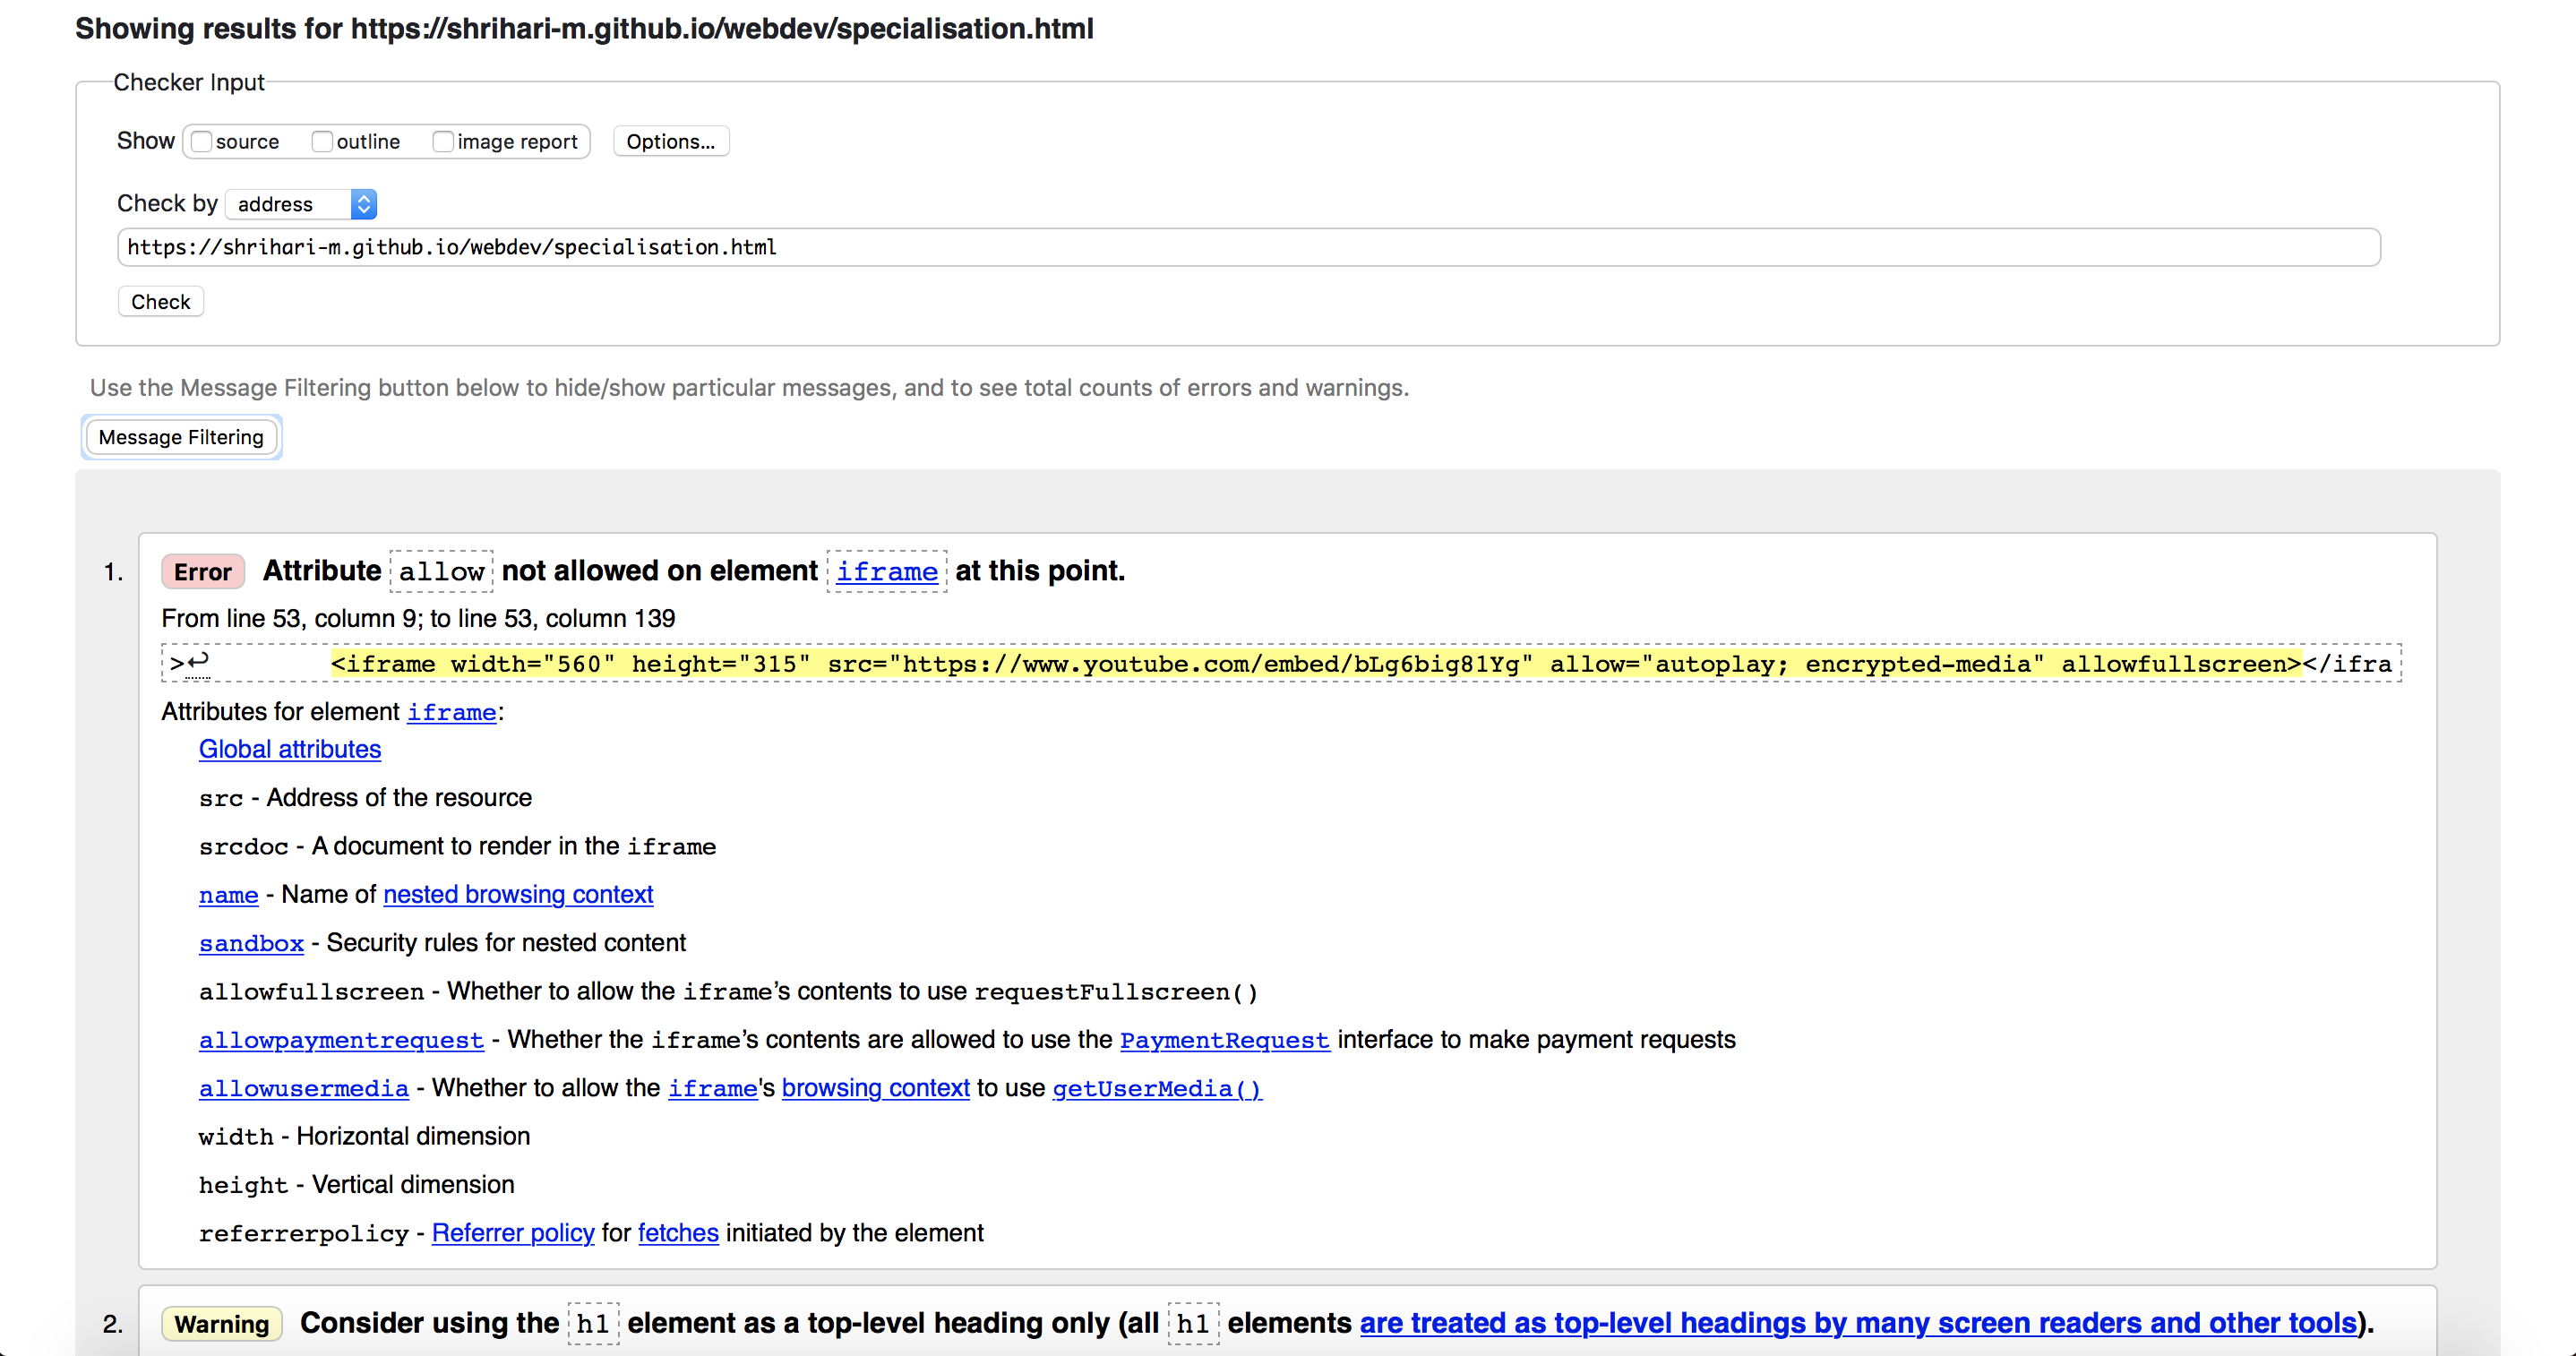 Showing results for https://shrihari-m.github.io/webdev/specialisation.html
Checker Input
Show source outline image report Options...
Check by address
https://shrihari-m.github.io/webdev/specialisation.html
Check
Use the Message Filtering button below to hide/show particular messages, and to see total counts of errors and warnings.
Message Filtering
1. Error Attribute allow not allowed on element iframe at this point.
From line 53, column 9; to line 53, column 139
>↩ <iframe width="560" height="315" src="https://www.youtube.com/embed/bLg6big81Yg" allow="autoplay; encrypted-media" allowfullscreen></ifra
Attributes for element iframe:
Global attributes
src - Address of the resource
srcdoc - A document to render in the iframe
name - Name of nested browsing context
sandbox - Security rules for nested content
allowfullscreen - Whether to allow the iframe’s contents to use requestFullscreen()
allowpaymentrequest - Whether the iframe’s contents are allowed to use the PaymentRequest interface to make payment requests
allowusermedia - Whether to allow the iframe's browsing context to use getUserMedia()
width - Horizontal dimension
height - Vertical dimension
referrerpolicy - Referrer policy for fetches initiated by the element
2. Warning Consider using the h1 element as a top-level heading only (all h1 elements are treated as top-level headings by many screen readers and other tools).